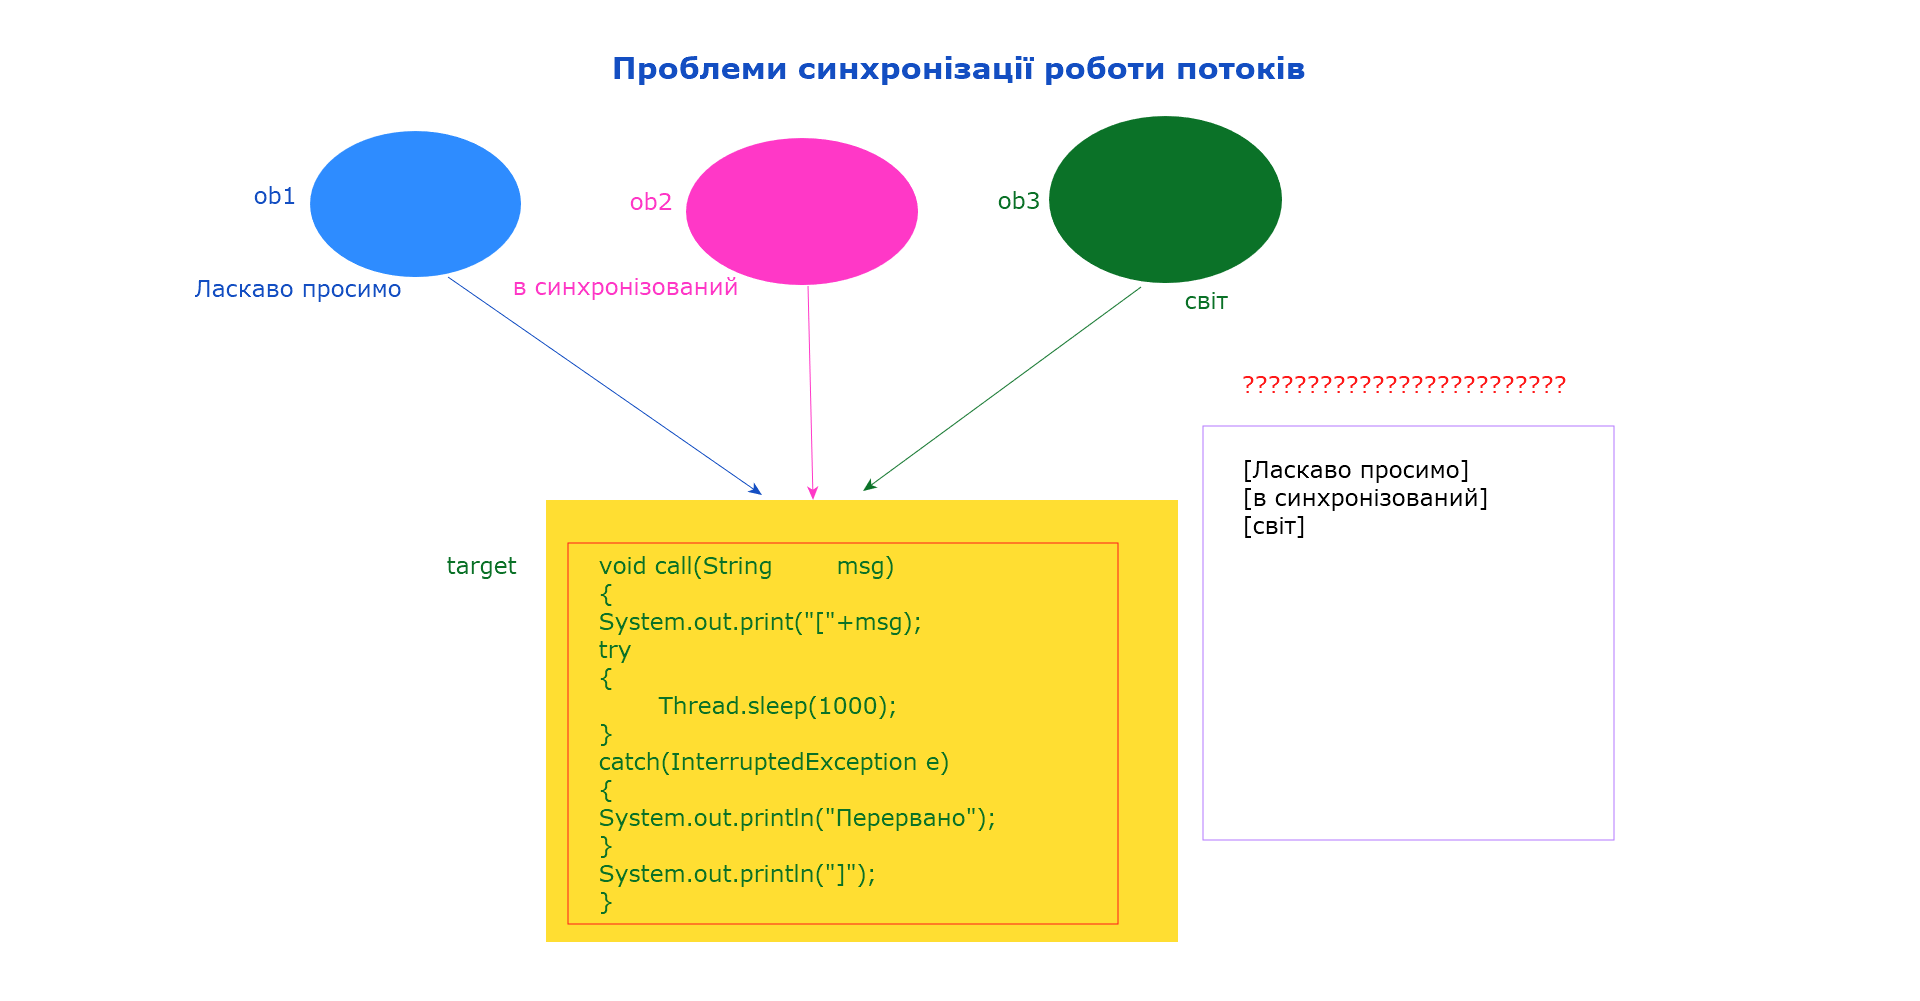 Проблеми синхронізації роботи потоків
ob1
ob2
ob3
Ласкаво просимо
в синхронізований
світ
?????????????????????????
[Ласкаво просимо]
[в синхронізований]
[світ]
target
void call(String msg)
{
System.out.print("["+msg);
try
{
Thread.sleep(1000);
}
catch(InterruptedException e)
{
System.out.println("Перервано");
}
System.out.println("]");
}